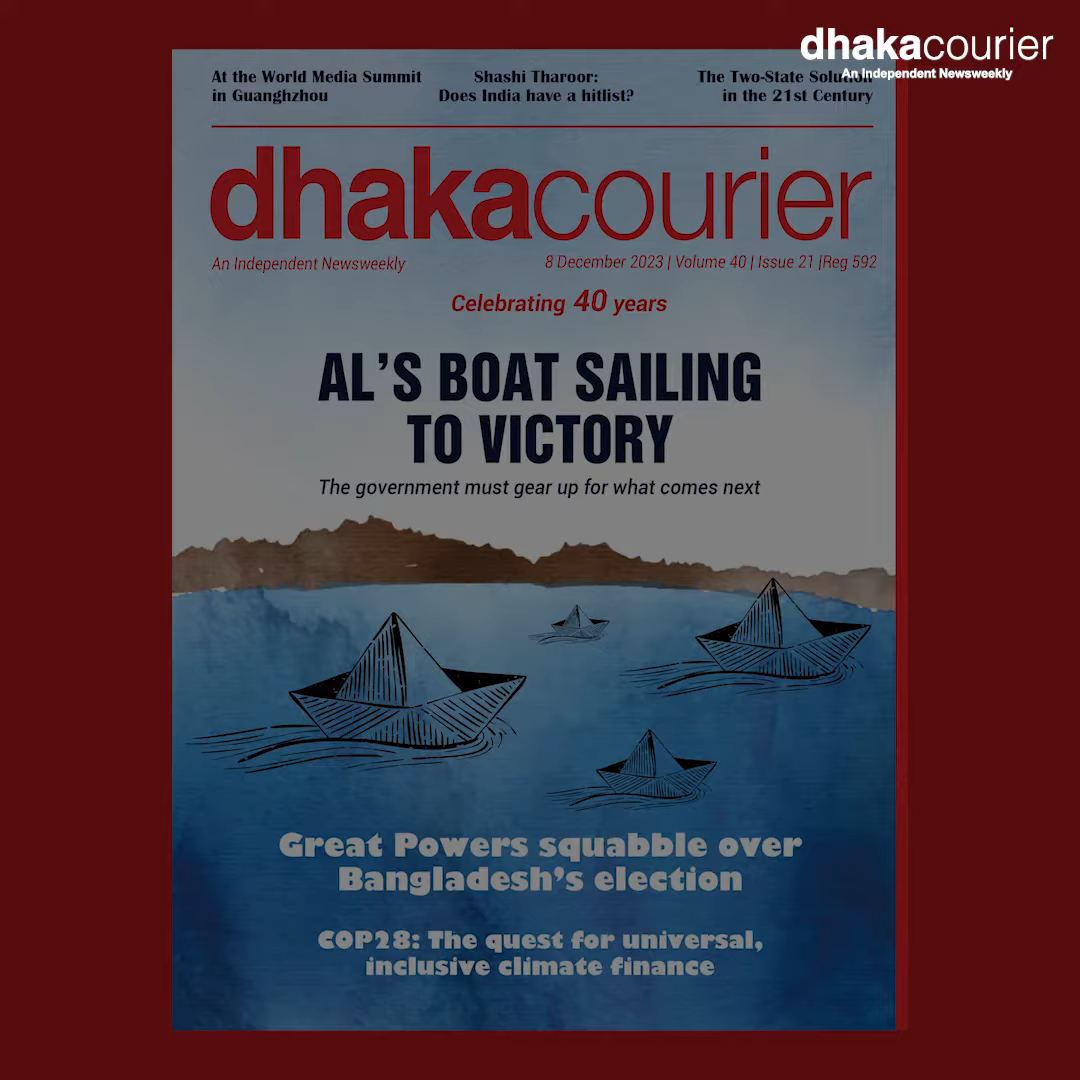 dhakacourier
An Independent Newsweekly
At the World Media Summit
in Guanghzhou
Shashi Tharoor:
Does India have a hitlist?
The Two-State Solution
in the 21st Century
dhakacourier
An Independent Newsweekly
8 December 2023 | Volume 40 | Issue 21 |Reg 592
Celebrating 40 years
AL'S BOAT SAILING
TO VICTORY
The government must gear up for what comes next
Great Powers squabble over
Bangladesh's election
COP28: The quest for universal,
inclusive climate finance